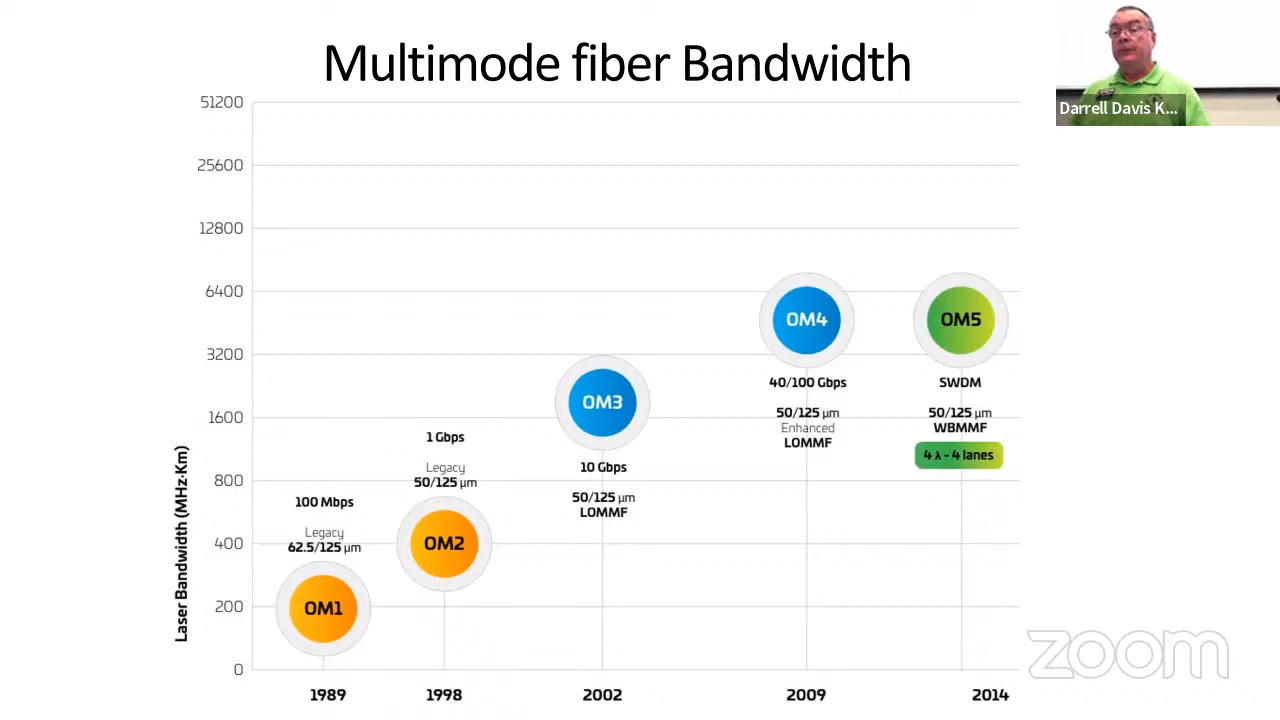 Multimode fiber Bandwidth
Darrell Davis K...
51200
25600
12800
6400
3200
1600
800
400
200
0
Laser Bandwidth (MHz·Km)
OM1
100 Mbps
Legacy
62.5/125 µm
OM2
1 Gbps
Legacy
50/125 µm
OM3
10 Gbps
50/125 µm
LOMMF
OM4
40/100 Gbps
50/125 µm
Enhanced
LOMMF
OM5
SWDM
50/125 µm
WBMMF
4 λ - 4 lanes
1989
1998
2002
2009
2014
zoom